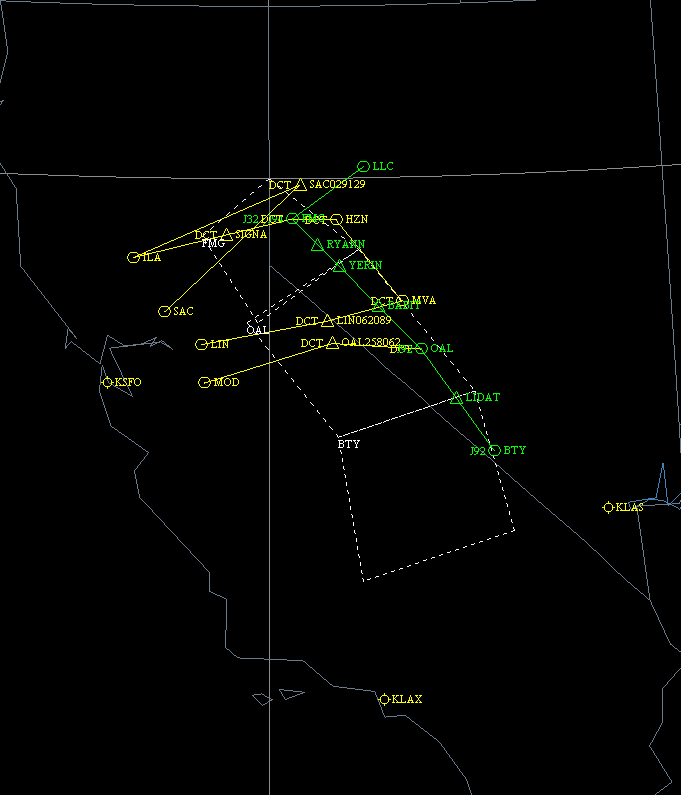 LLC
DCT SAC029129
J32 DCT
DCT HZN
DCT SIGNA
FMG
RYANN
ILA
YERIN
DCT MVA
BARIT
SAC
DCT LIN062089
OAL
LIN
DCT OAL258062
DCT OAL
KSFO
MOD
LIDAT
BTY
J92 BTY
KLAS
KLAX